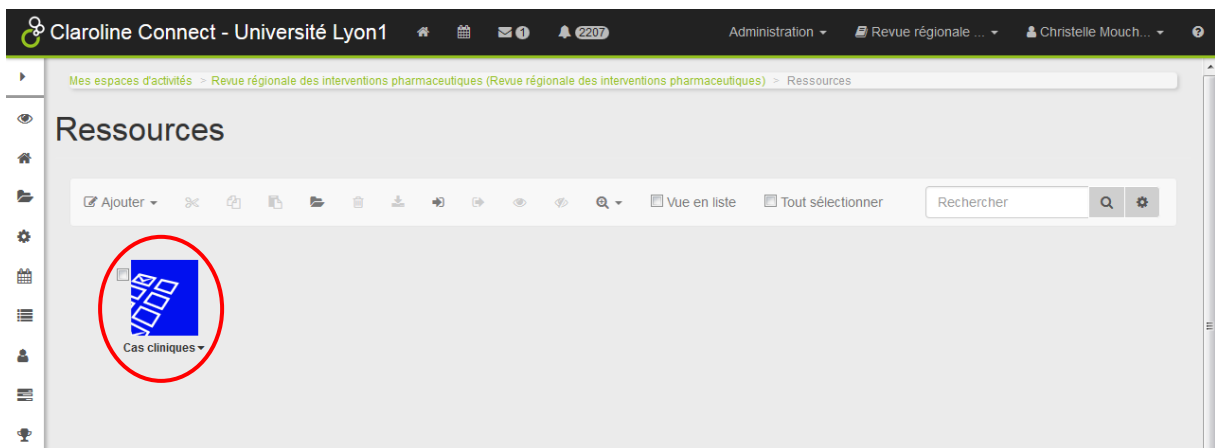 Claroline Connect - Université Lyon1 1 2207 Administration Revue régionale ... Christelle Mouch...
Mes espaces d'activités > Revue régionale des interventions pharmaceutiques (Revue régionale des interventions pharmaceutiques) > Ressources
Ressources
Ajouter Vue en liste Tout sélectionner Rechercher
Cas cliniques